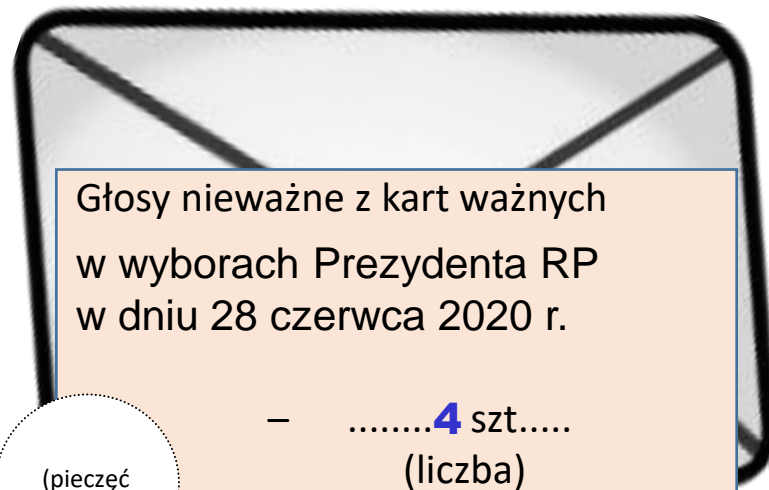 Głosy nieważne z kart ważnych
w wyborach Prezydenta RP
w dniu 28 czerwca 2020 r.
– ........4 szt.....
(liczba)
(pieczęć